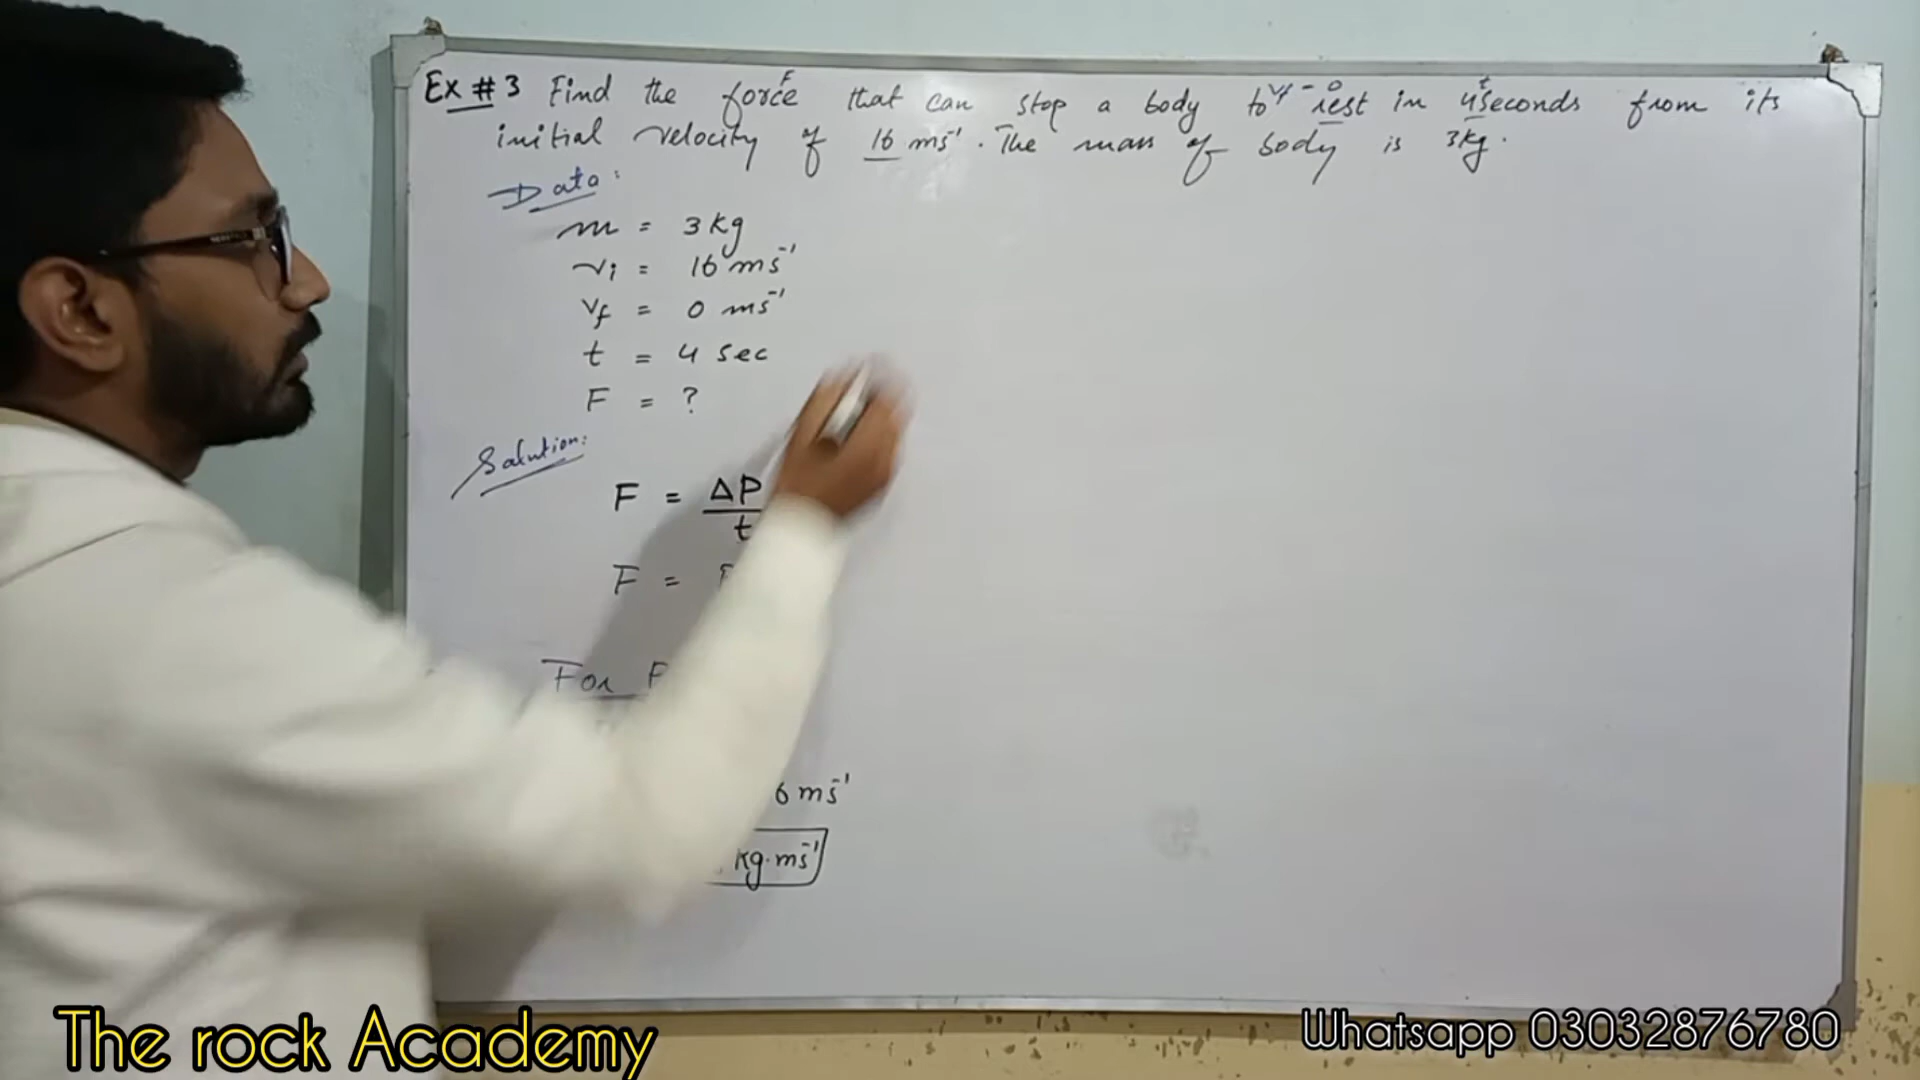 Ex # 3 Find the force that can stop a body to rest in 4 seconds from its
initial velocity of 16 ms⁻¹. The mass of body is 3kg.
Data:
m = 3 kg
vi = 16 ms⁻¹
vf = 0 ms⁻¹
t = 4 sec
F = ?
Solution:
F = ΔP / t
F =
For P
6 ms⁻¹
kg·ms⁻¹
The rock Academy
Whatsapp 03032876780